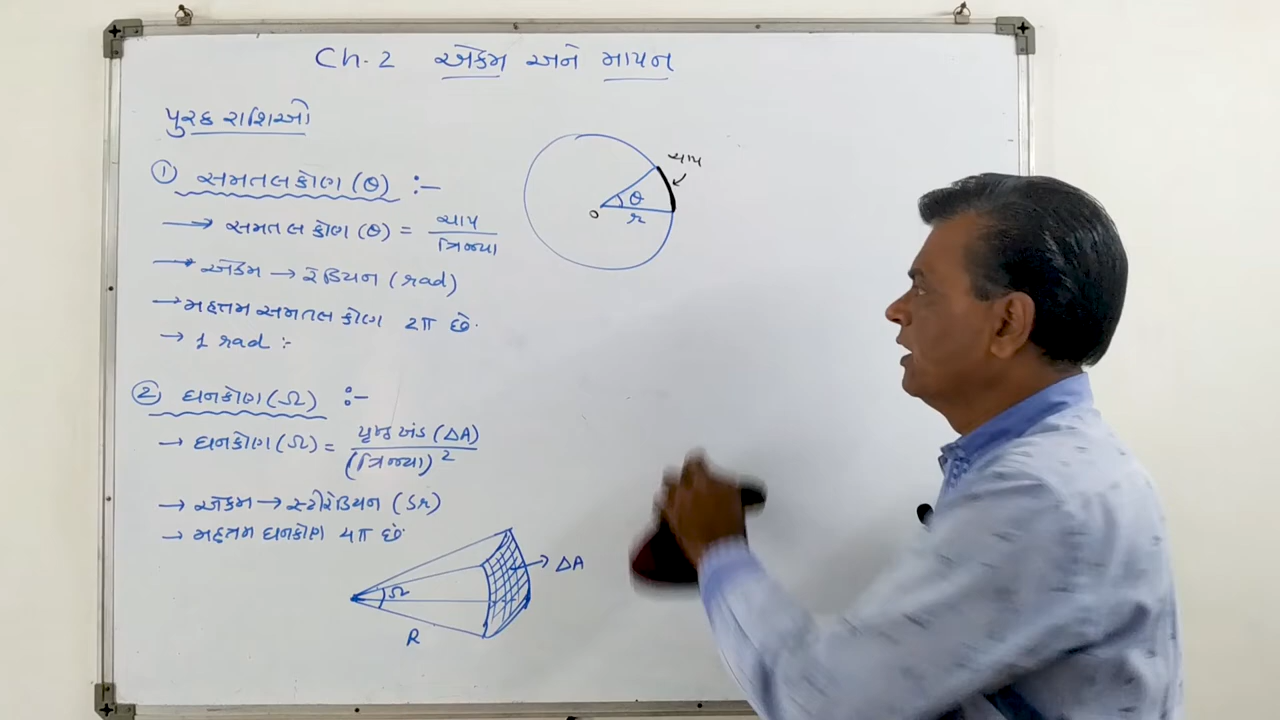 Ch.2 એકમ અને માપન
પુરક રાશિઓ
① સમતલકોણ (θ) :–
→ સમતલ કોણ (θ) = ચાપ / ત્રિજ્યા
→ એકમ → રેડિયન (rad)
→ મહત્તમ સમતલ કોણ 2π છે.
→ 1 rad :-
② ઘનકોણ (Ω) :–
→ ઘનકોણ (Ω) = પૃષ્ઠખંડ (ΔA) / (ત્રિજ્યા)²
→ એકમ → સ્ટીરેડિયન (Sr)
→ મહત્તમ ઘનકોણ 4π છે.
ચાપ
θ
O
r
Ω
R
→ ΔA